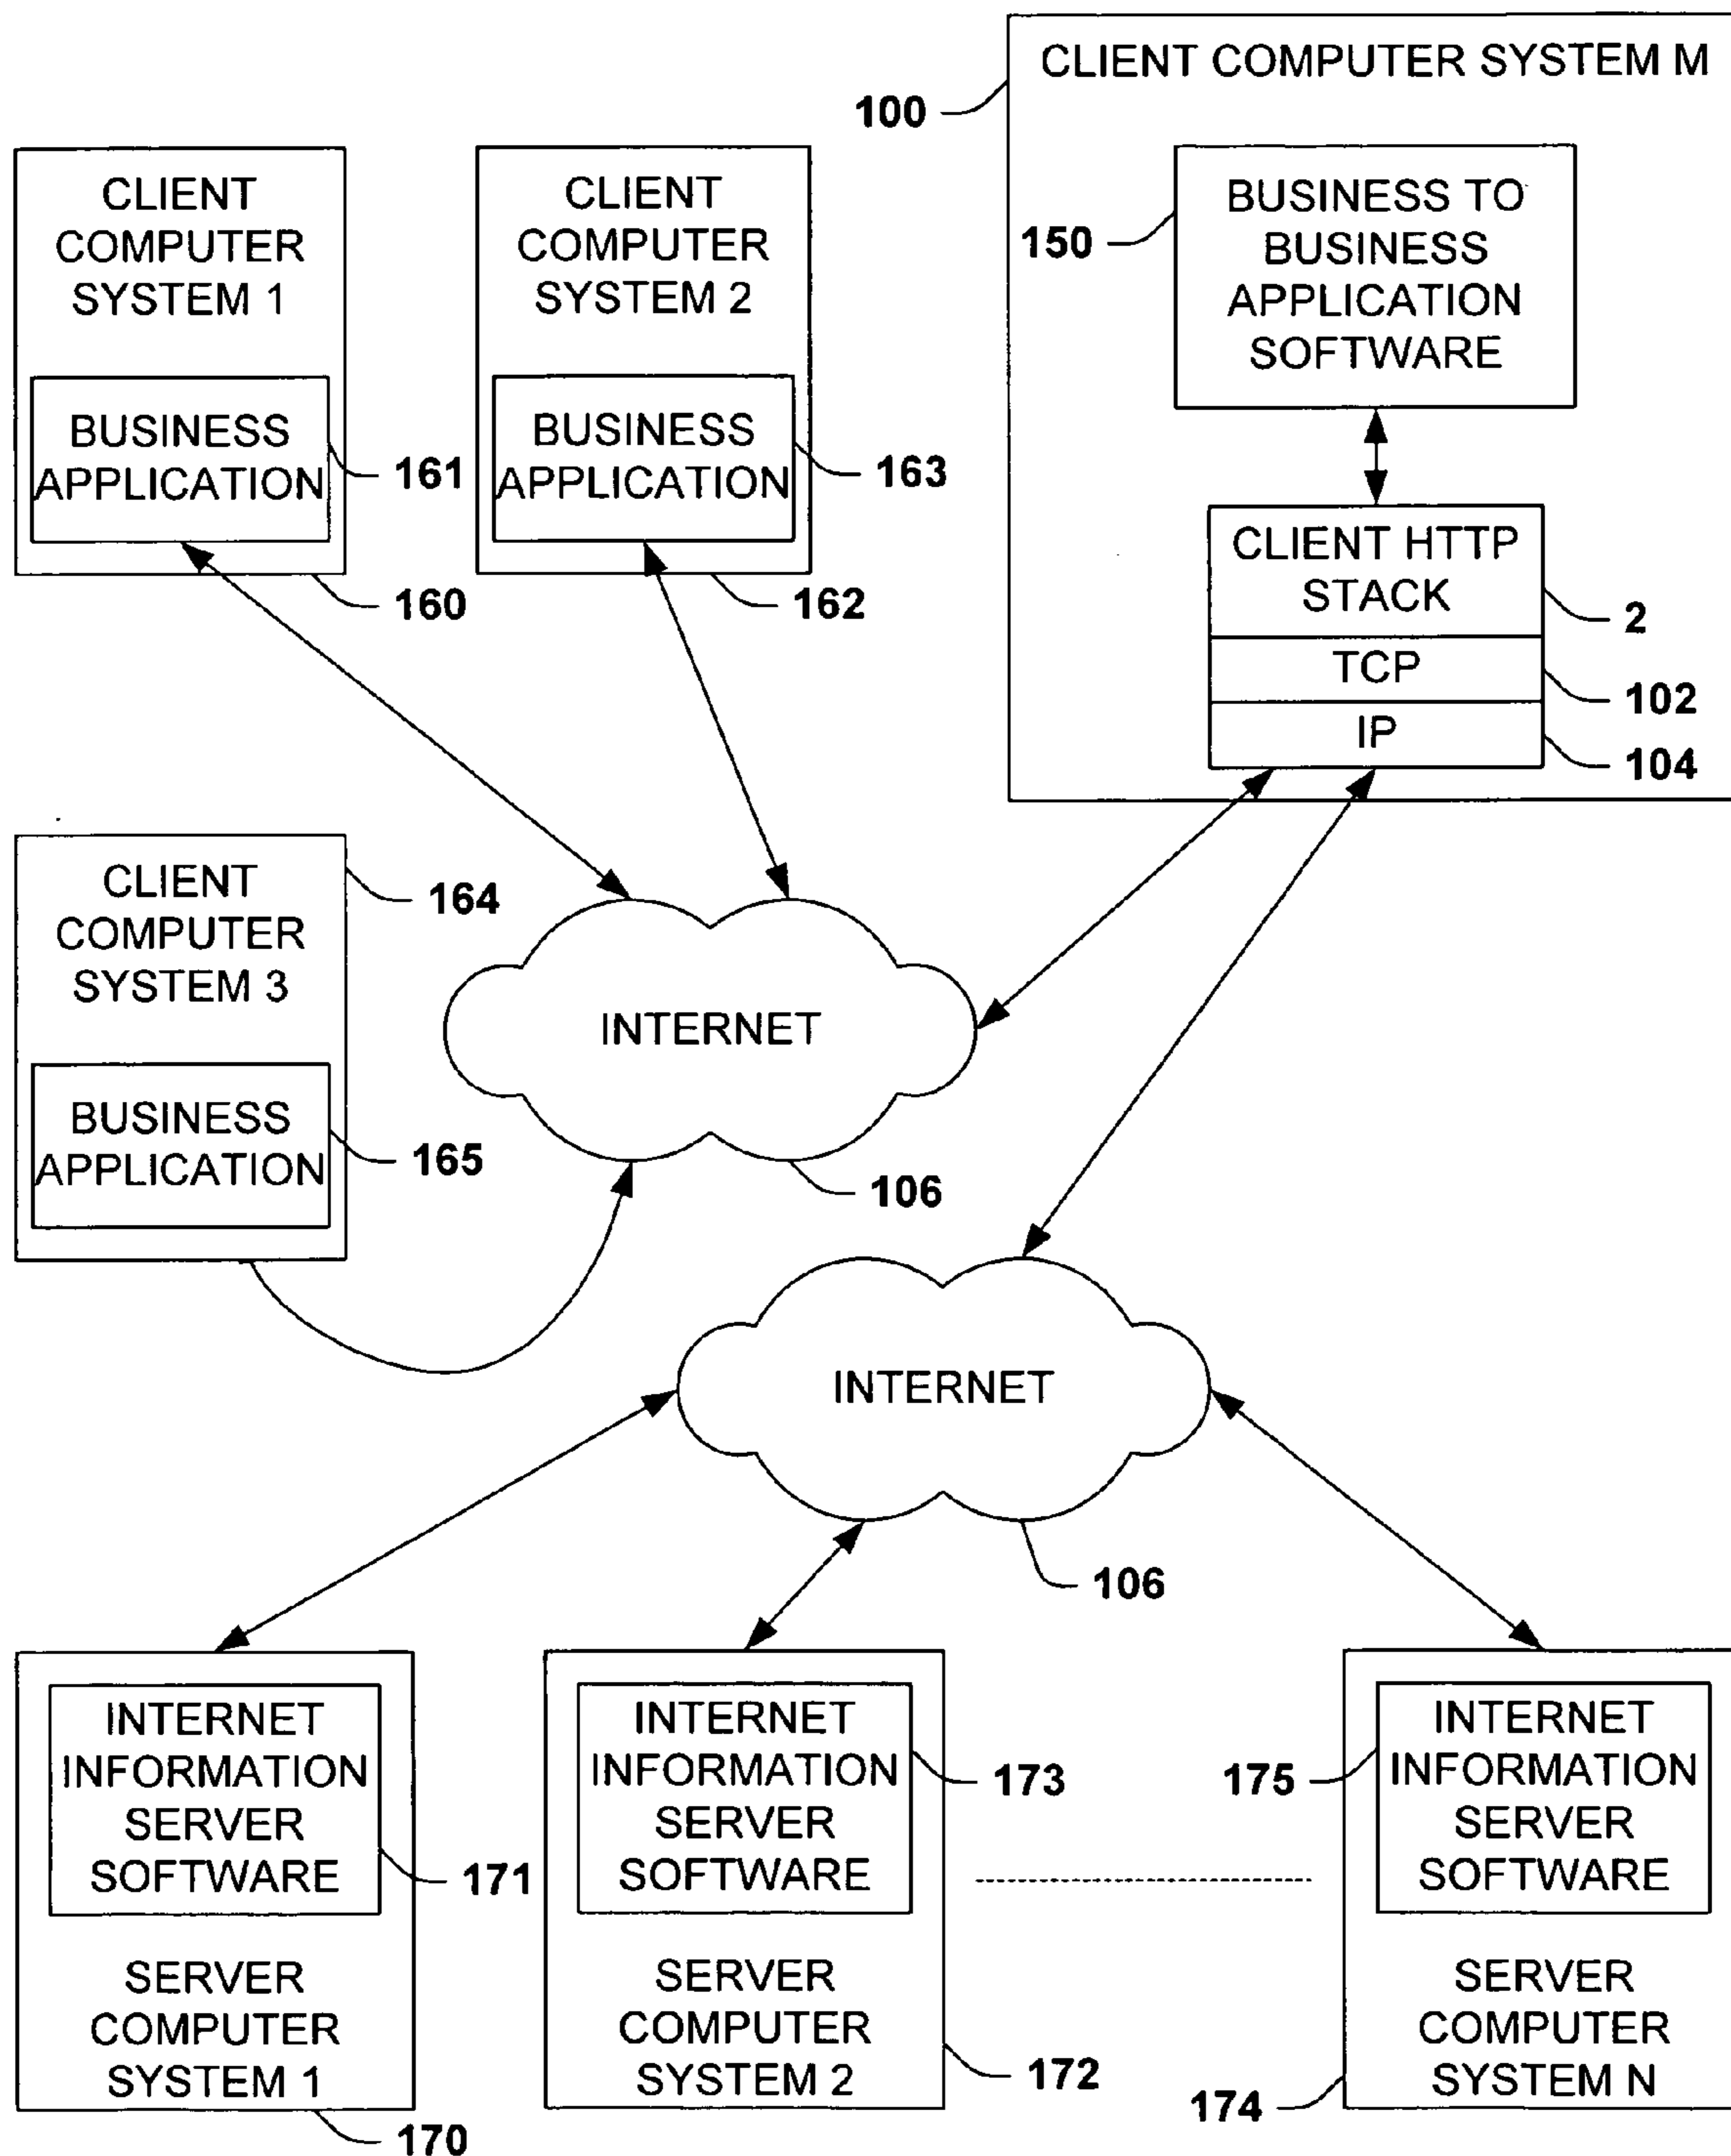 CLIENT COMPUTER SYSTEM M
100
BUSINESS TO
BUSINESS
APPLICATION
SOFTWARE
150
CLIENT HTTP
STACK
2
TCP
102
IP
104
CLIENT
COMPUTER
SYSTEM 1
BUSINESS
APPLICATION
161
160
CLIENT
COMPUTER
SYSTEM 2
BUSINESS
APPLICATION
163
162
CLIENT
COMPUTER
SYSTEM 3
164
BUSINESS
APPLICATION
165
INTERNET
106
INTERNET
106
INTERNET
INFORMATION
SERVER
SOFTWARE
171
SERVER
COMPUTER
SYSTEM 1
170
INTERNET
INFORMATION
SERVER
SOFTWARE
173
SERVER
COMPUTER
SYSTEM 2
172
INTERNET
INFORMATION
SERVER
SOFTWARE
175
SERVER
COMPUTER
SYSTEM N
174